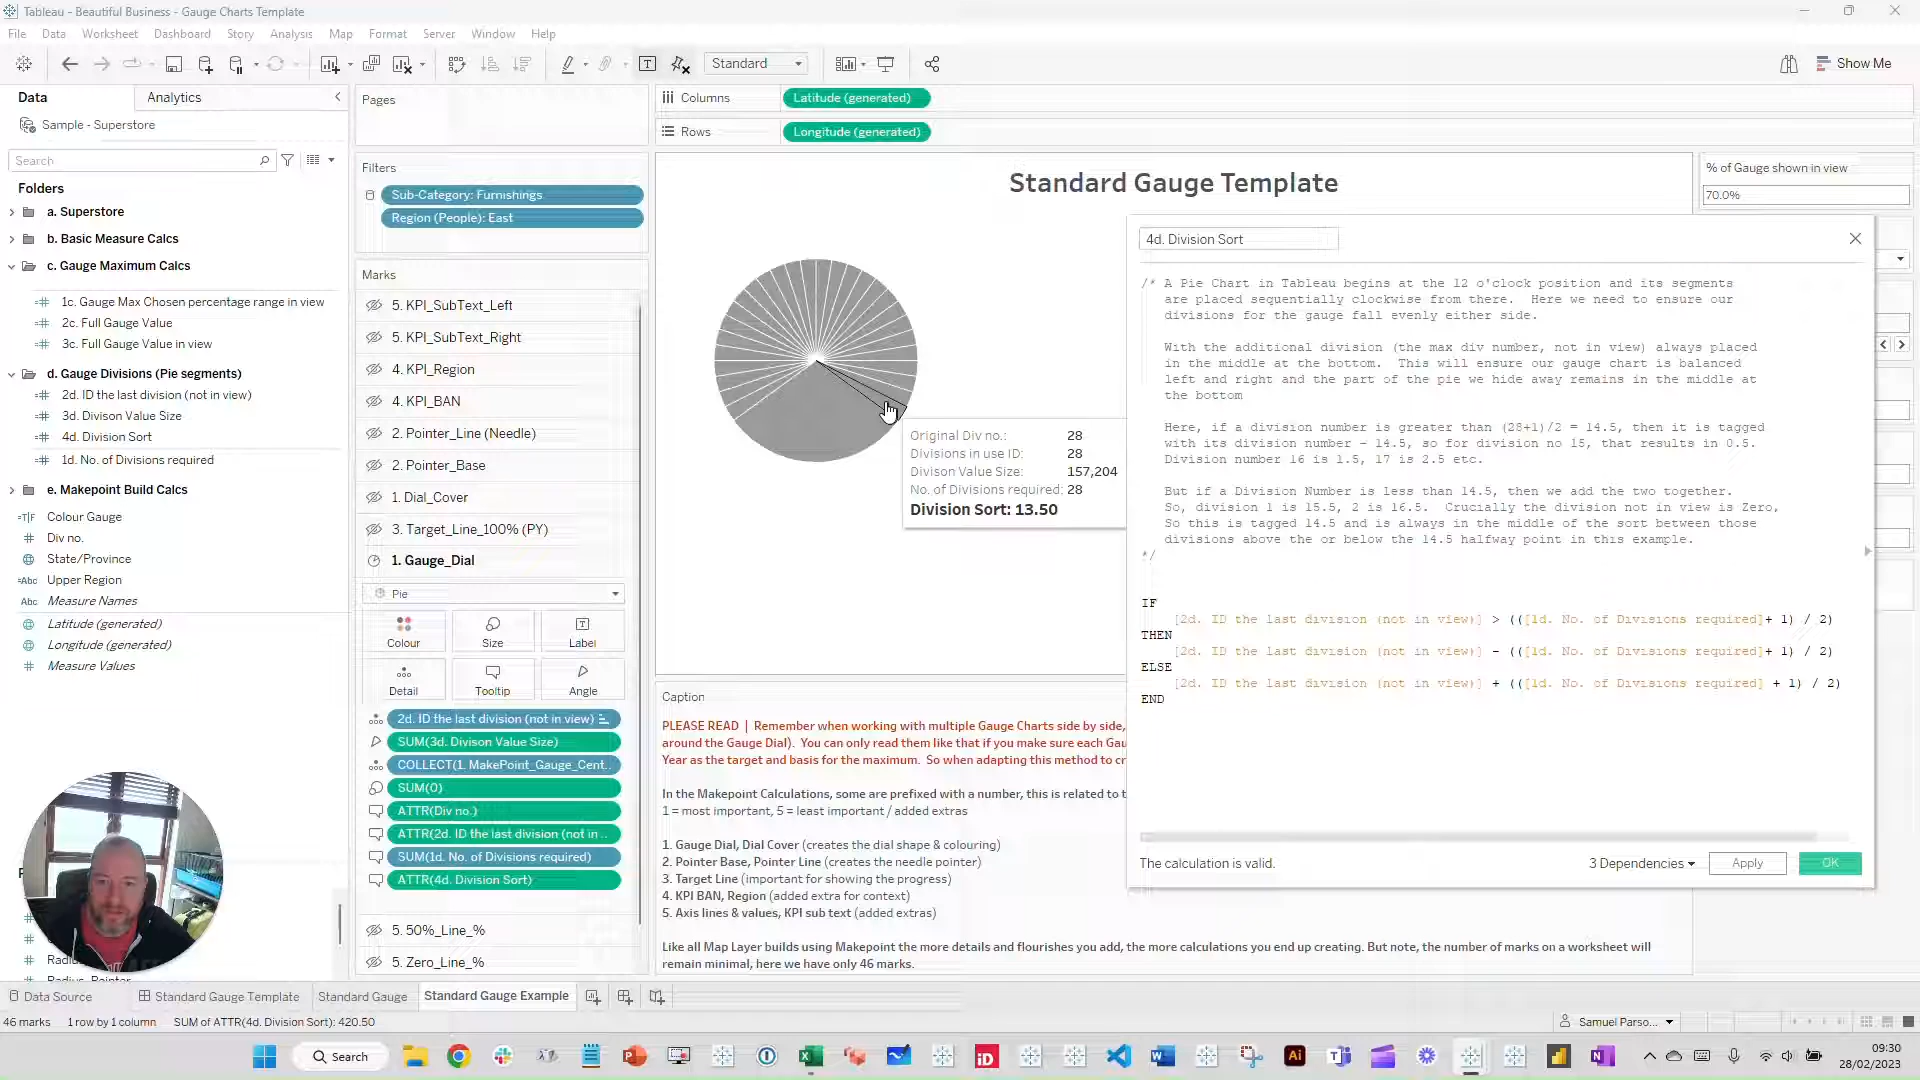 Tableau - Beautiful Business - Gauge Charts Template
File Data Worksheet Dashboard Story Analysis Map Format Server Window Help
Standard
Show Me
Data
Analytics
Sample - Superstore
Search
Folders
a. Superstore
b. Basic Measure Calcs
c. Gauge Maximum Calcs
1c. Gauge Max Chosen percentage range in view
2c. Full Gauge Value
3c. Full Gauge Value in view
d. Gauge Divisions (Pie segments)
2d. ID the last division (not in view)
3d. Divison Value Size
4d. Division Sort
1d. No. of Divisions required
e. Makepoint Build Calcs
Colour Gauge
Div no.
State/Province
Upper Region
Measure Names
Latitude (generated)
Longitude (generated)
Measure Values
Pages
Filters
Sub-Category: Furnishings
Region (People): East
Marks
5. KPI_SubText_Left
5. KPI_SubText_Right
4. KPI_Region
4. KPI_BAN
2. Pointer_Line (Needle)
2. Pointer_Base
1. Dial_Cover
3. Target_Line_100% (PY)
1. Gauge_Dial
Pie
Colour
Size
Label
Detail
Tooltip
Angle
2d. ID the last division (not in view)
SUM(3d. Divison Value Size)
COLLECT(1. MakePoint_Gauge_Cent..
SUM(0)
ATTR(Div no.)
ATTR(2d. ID the last division (not in ..
SUM(1d. No. of Divisions required)
ATTR(4d. Division Sort)
5. 50%_Line_%
5. Zero_Line_%
Columns
Latitude (generated)
Rows
Longitude (generated)
Standard Gauge Template
Original Div no.: 28
Divisions in use ID: 28
Divison Value Size: 157,204
No. of Divisions required: 28
Division Sort: 13.50
% of Gauge shown in view
70.0%
4d. Division Sort
/* A Pie Chart in Tableau begins at the 12 o'clock position and its segments
are placed sequentially clockwise from there. Here we need to ensure our
divisions for the gauge fall evenly either side.
With the additional division (the max div number, not in view) always placed
in the middle at the bottom. This will ensure our gauge chart is balanced
left and right and the part of the pie we hide away remains in the middle at
the bottom
Here, if a division number is greater than (28+1)/2 = 14.5, then it is tagged
with its division number - 14.5, so for division no 15, that results in 0.5.
Division number 16 is 1.5, 17 is 2.5 etc.
But if a Division Number is less than 14.5, then we add the two together.
So, division 1 is 15.5, 2 is 16.5. Crucially the division not in view is Zero,
So this is tagged 14.5 and is always in the middle of the sort between those
divisions above the or below the 14.5 halfway point in this example.
*/
IF
[2d. ID the last division (not in view)] > (([1d. No. of Divisions required]+ 1) / 2)
THEN
[2d. ID the last division (not in view)] - (([1d. No. of Divisions required]+ 1) / 2)
ELSE
[2d. ID the last division (not in view)] + (([1d. No. of Divisions required] + 1) / 2)
END
The calculation is valid.
3 Dependencies
Apply
OK
Caption
PLEASE READ | Remember when working with multiple Gauge Charts side by side,
around the Gauge Dial). You can only read them like that if you make sure each Gau
Year as the target and basis for the maximum. So when adapting this method to cr
In the Makepoint Calculations, some are prefixed with a number, this is related to t
1 = most important, 5 = least important / added extras
1. Gauge Dial, Dial Cover (creates the dial shape & colouring)
2. Pointer Base, Pointer Line (creates the needle pointer)
3. Target Line (important for showing the progress)
4. KPI BAN, Region (added extra for context)
5. Axis lines & values, KPI sub text (added extras)
Like all Map Layer builds using Makepoint the more details and flourishes you add, the more calculations you end up creating. But note, the number of marks on a worksheet will
remain minimal, here we have only 46 marks.
Data Source
Standard Gauge Template
Standard Gauge
Standard Gauge Example
46 marks 1 row by 1 column SUM of ATTR(4d. Division Sort): 420.50
Samuel Parso...
Search
09:30
28/02/2023